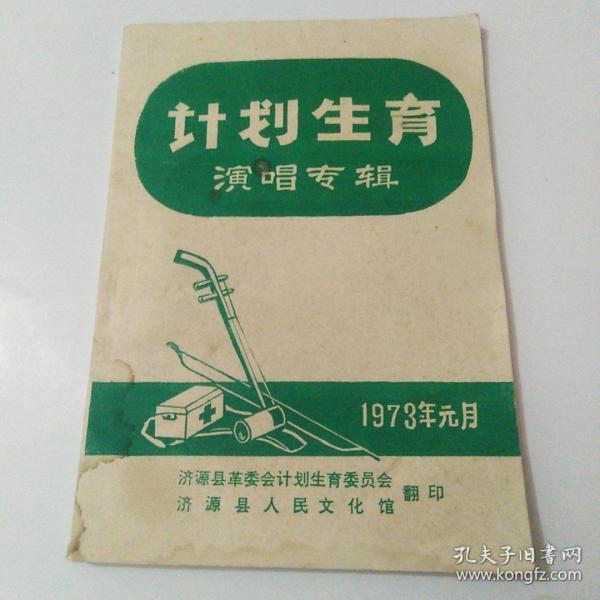 计划生育
演唱专辑
1973年元月
济源县革委会计划生育委员会
济源县人民文化馆 翻印
孔夫子旧书网
www.kongfz.com